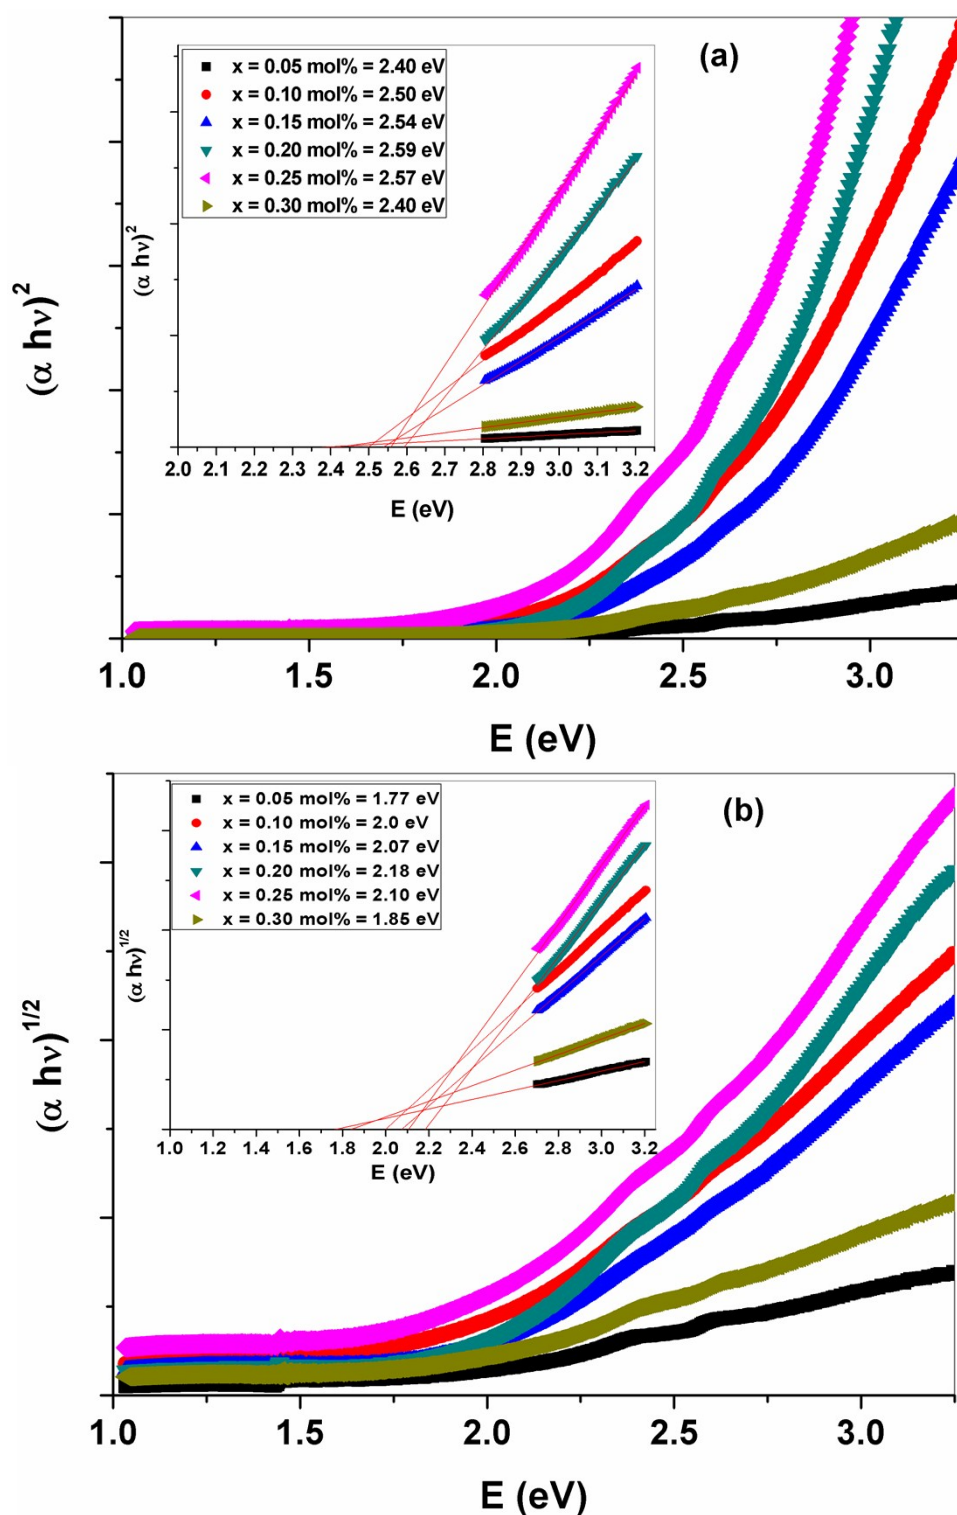 (a)
x = 0.05 mol% = 2.40 eV
x = 0.10 mol% = 2.50 eV
x = 0.15 mol% = 2.54 eV
x = 0.20 mol% = 2.59 eV
x = 0.25 mol% = 2.57 eV
x = 0.30 mol% = 2.40 eV
(α hν)²
2.0 2.1 2.2 2.3 2.4 2.5 2.6 2.7 2.8 2.9 3.0 3.1 3.2
E (eV)
(α hν)²
1.0 1.5 2.0 2.5 3.0
E (eV)
(b)
x = 0.05 mol% = 1.77 eV
x = 0.10 mol% = 2.0 eV
x = 0.15 mol% = 2.07 eV
x = 0.20 mol% = 2.18 eV
x = 0.25 mol% = 2.10 eV
x = 0.30 mol% = 1.85 eV
(α hν)^1/2
1.0 1.2 1.4 1.6 1.8 2.0 2.2 2.4 2.6 2.8 3.0 3.2
E (eV)
(α hν)^1/2
1.0 1.5 2.0 2.5 3.0
E (eV)